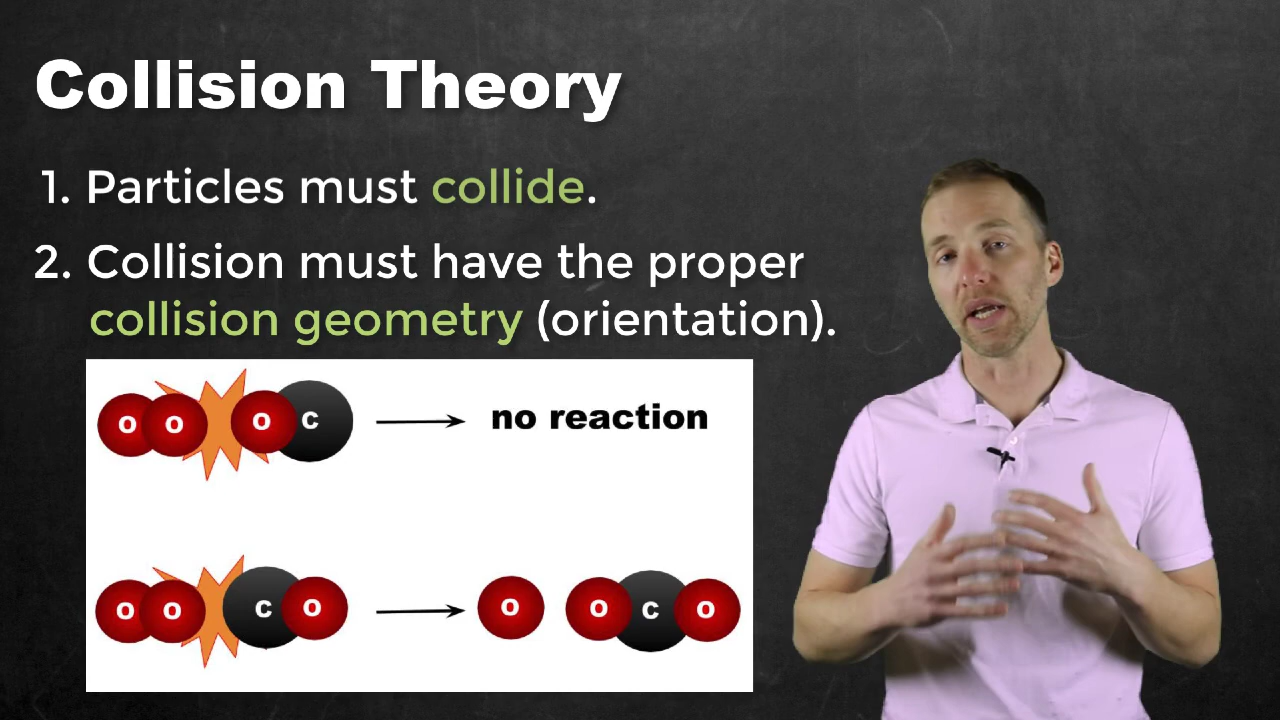 Collision Theory
1. Particles must collide.
2. Collision must have the proper
collision geometry (orientation).
O O O C no reaction
O O C O O O C O